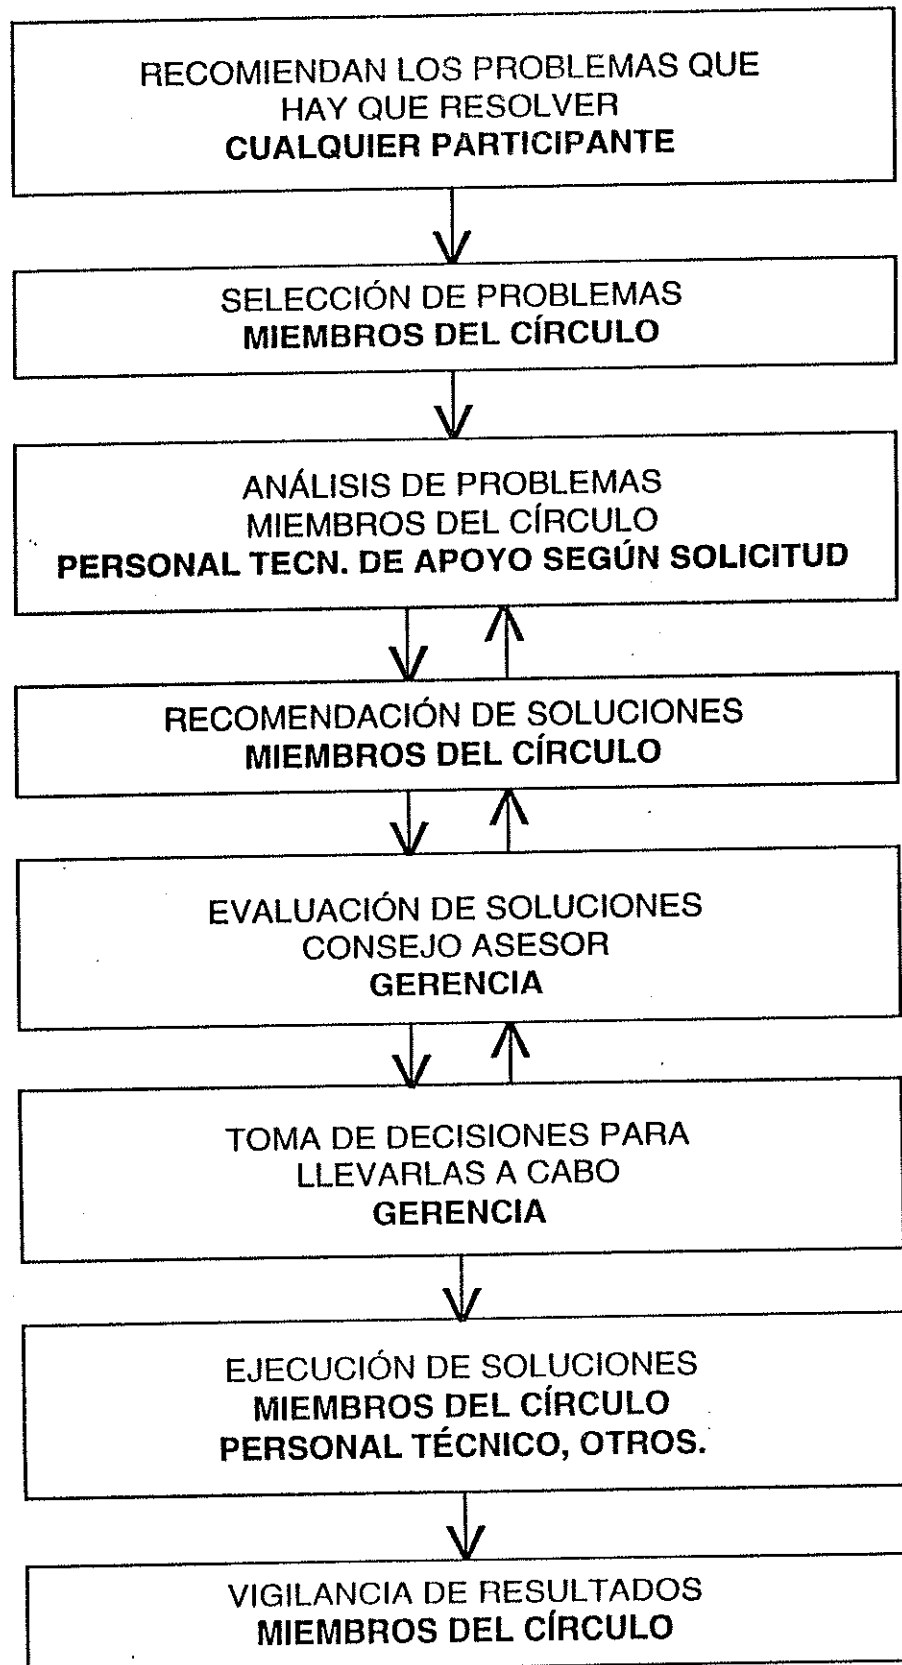 RECOMIENDAN LOS PROBLEMAS QUE
HAY QUE RESOLVER
CUALQUIER PARTICIPANTE
SELECCIÓN DE PROBLEMAS
MIEMBROS DEL CÍRCULO
ANÁLISIS DE PROBLEMAS
MIEMBROS DEL CÍRCULO
PERSONAL TECN. DE APOYO SEGÚN SOLICITUD
RECOMENDACIÓN DE SOLUCIONES
MIEMBROS DEL CÍRCULO
EVALUACIÓN DE SOLUCIONES
CONSEJO ASESOR
GERENCIA
TOMA DE DECISIONES PARA
LLEVARLAS A CABO
GERENCIA
EJECUCIÓN DE SOLUCIONES
MIEMBROS DEL CÍRCULO
PERSONAL TÉCNICO, OTROS.
VIGILANCIA DE RESULTADOS
MIEMBROS DEL CÍRCULO